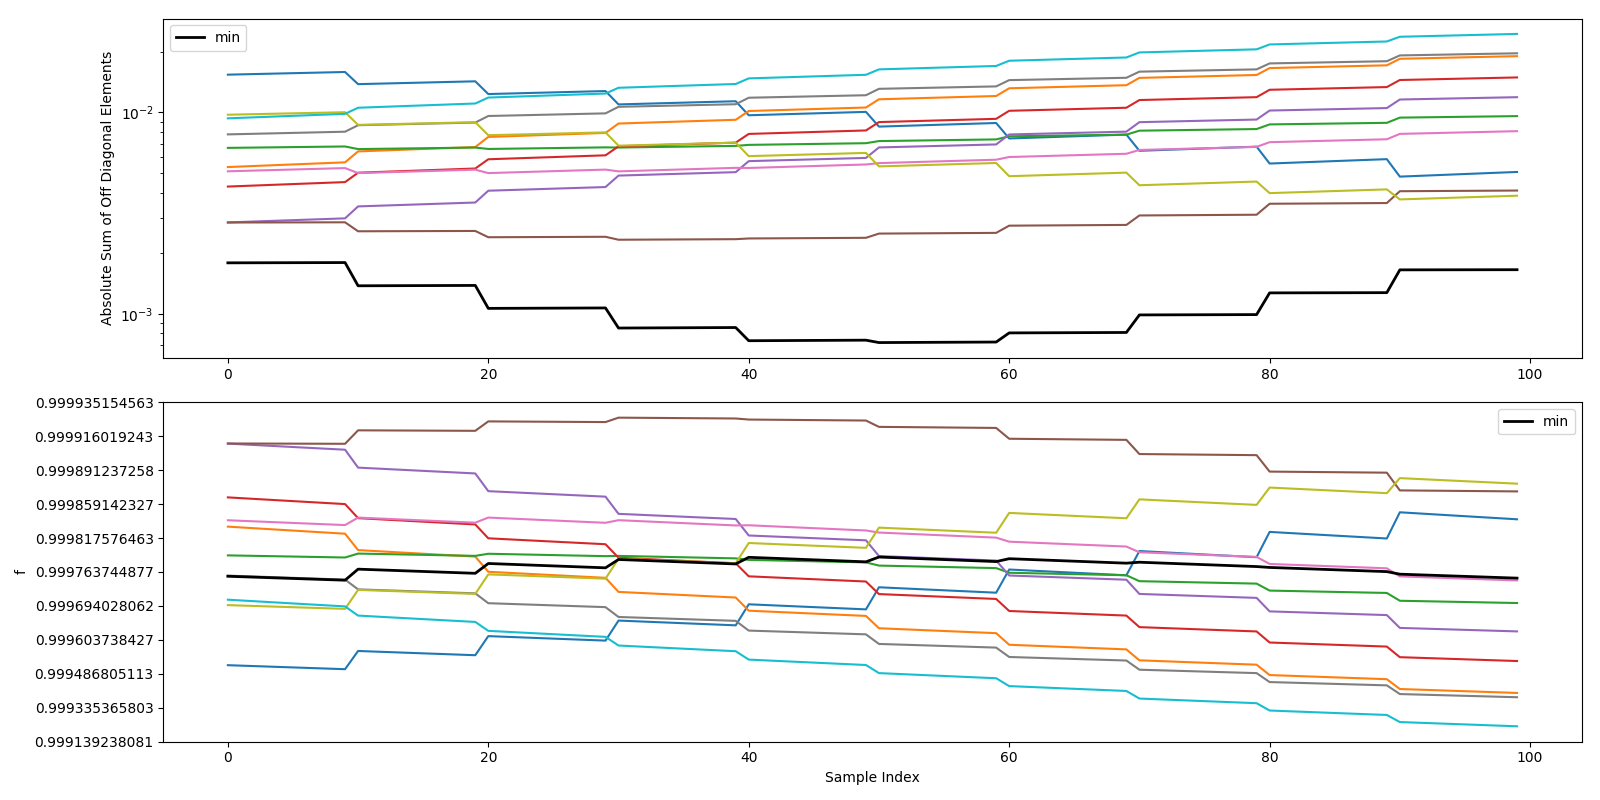 min
Absolute Sum of Off Diagonal Elements
10^-2
10^-3
0 20 40 60 80 100
min
f
0.999935154563
0.999916019243
0.999891237258
0.999859142327
0.999817576463
0.999763744877
0.999694028062
0.999603738427
0.999486805113
0.999335365803
0.999139238081
0 20 40 60 80 100
Sample Index